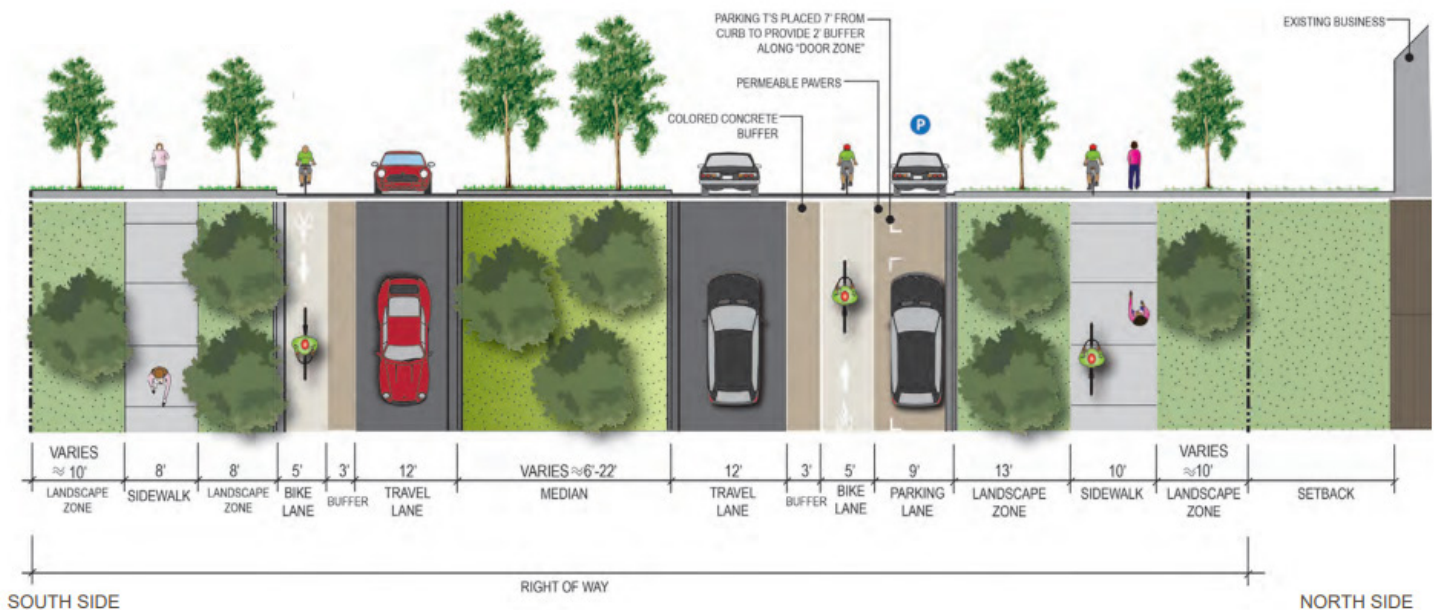 PARKING T'S PLACED 7' FROM
CURB TO PROVIDE 2' BUFFER
ALONG "DOOR ZONE"
EXISTING BUSINESS
PERMEABLE PAVERS
COLORED CONCRETE
BUFFER
P
VARIES
≈ 10'
8'
8'
5'
3'
12'
VARIES ≈6'-22'
12'
3'
5'
9'
13'
10'
VARIES
≈10'
LANDSCAPE
ZONE
SIDEWALK
LANDSCAPE
ZONE
BIKE
LANE
BUFFER
TRAVEL
LANE
MEDIAN
TRAVEL
LANE
BUFFER
BIKE
LANE
PARKING
LANE
LANDSCAPE
ZONE
SIDEWALK
LANDSCAPE
ZONE
SETBACK
RIGHT OF WAY
SOUTH SIDE
NORTH SIDE